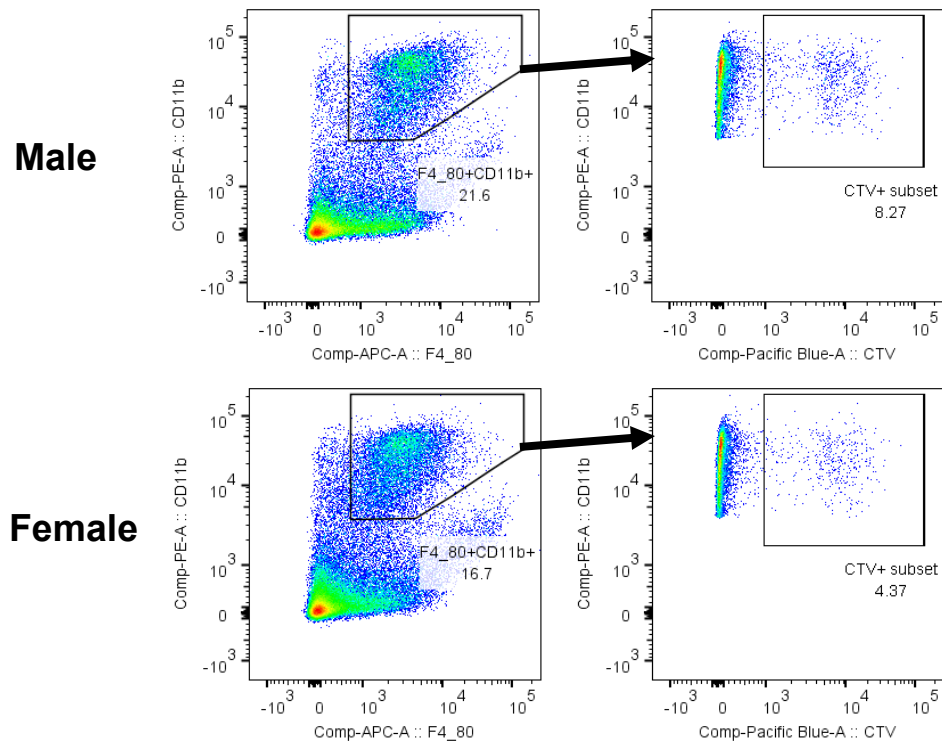 Male
Comp-PE-A :: CD11b
10^5
10^4
10^3
0
-10^3
F4_80+CD11b+
21.6
-10^3 0 10^3 10^4 10^5
Comp-APC-A :: F4_80
Comp-PE-A :: CD11b
10^5
10^4
10^3
0
-10^3
CTV+ subset
8.27
-10^3 0 10^3 10^4 10^5
Comp-Pacific Blue-A :: CTV
Female
Comp-PE-A :: CD11b
10^5
10^4
10^3
0
-10^3
F4_80+CD11b+
16.7
-10^3 0 10^3 10^4 10^5
Comp-APC-A :: F4_80
Comp-PE-A :: CD11b
10^5
10^4
10^3
0
-10^3
CTV+ subset
4.37
-10^3 0 10^3 10^4 10^5
Comp-Pacific Blue-A :: CTV